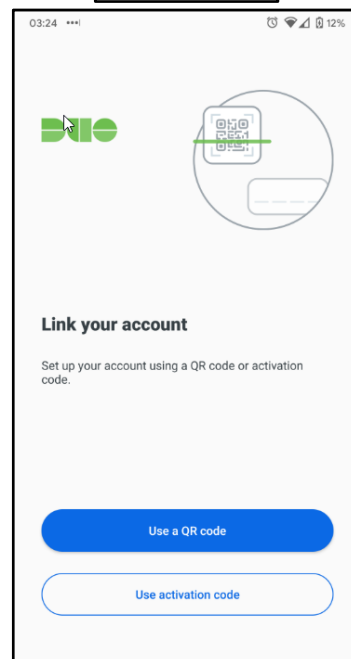 03:24
12%
DUO
Link your account
Set up your account using a QR code or activation
code.
Use a QR code
Use activation code